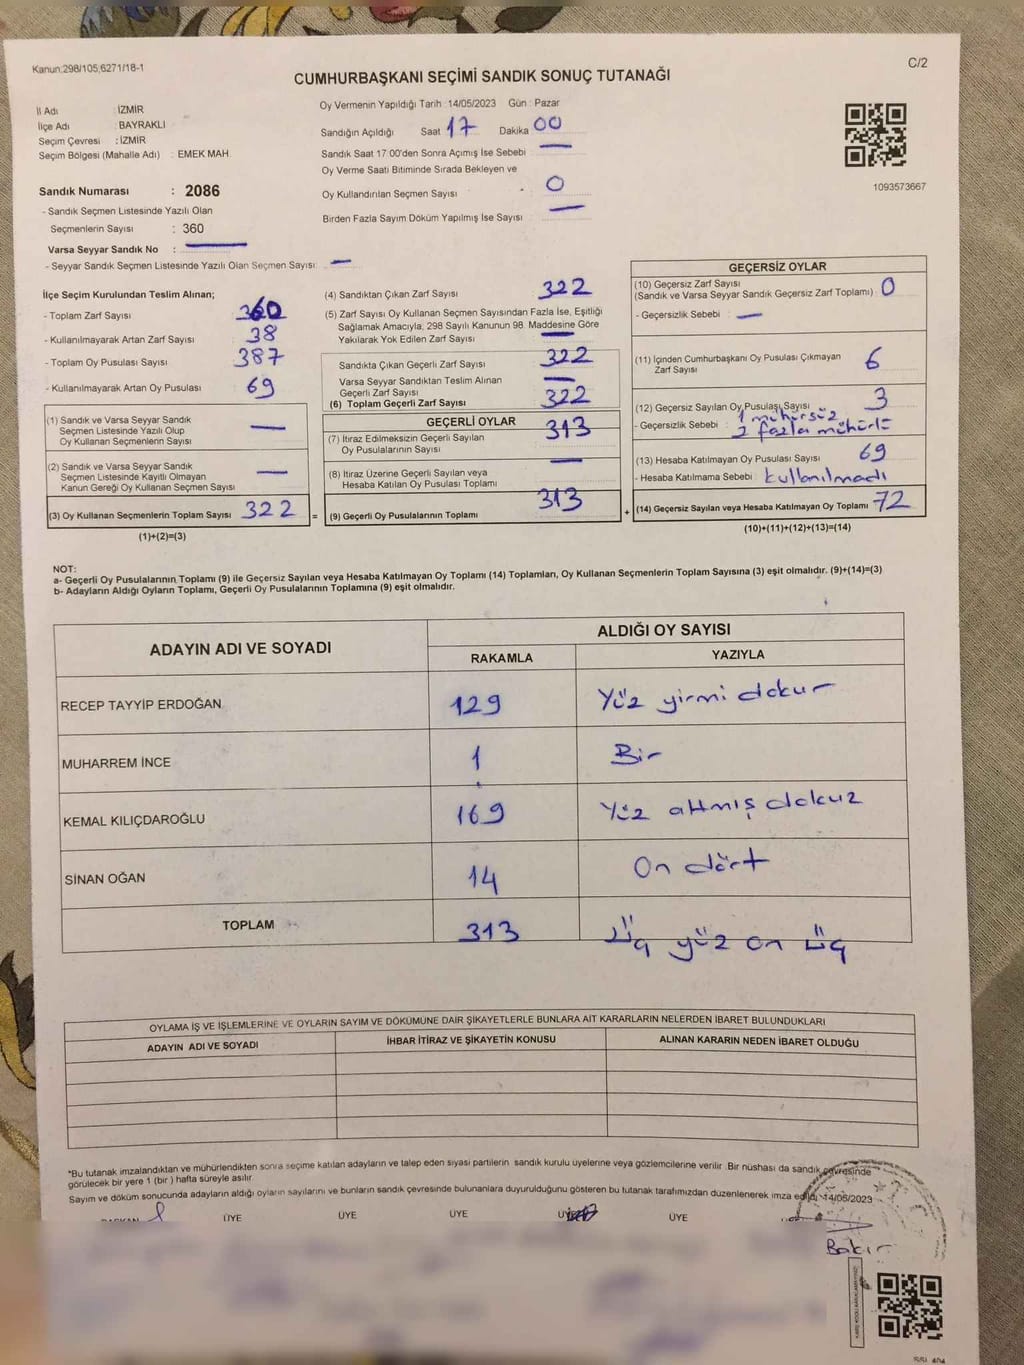 Kanun:298/105,6271/18-1
C/2
CUMHURBAŞKANI SEÇİMİ SANDIK SONUÇ TUTANAĞI
İl Adı : İZMİR
İlçe Adı : BAYRAKLI
Seçim Çevresi : İZMİR
Seçim Bölgesi (Mahalle Adı) : EMEK MAH.
Sandık Numarası : 2086
- Sandık Seçmen Listesinde Yazılı Olan
Seçmenlerin Sayısı : 360
Varsa Seyyar Sandık No : —
- Seyyar Sandık Seçmen Listesinde Yazılı Olan Seçmen Sayısı: —
Oy Vermenin Yapıldığı Tarih : 14/05/2023 Gün : Pazar
Sandığın Açıldığı Saat 17 Dakika 00
Sandık Saat 17:00'den Sonra Açımış İse Sebebi —
Oy Verme Saati Bitiminde Sırada Bekleyen ve
Oy Kullandırılan Seçmen Sayısı 0
Birden Fazla Sayım Döküm Yapılmış İse Sayısı —
1093573667
İlçe Seçim Kurulundan Teslim Alınan;
- Toplam Zarf Sayısı 360
- Kullanılmayarak Artan Zarf Sayısı 38
- Toplam Oy Pusulası Sayısı 387
- Kullanılmayarak Artan Oy Pusulası 69
(1) Sandık ve Varsa Seyyar Sandık
Seçmen Listesinde Yazılı Olup
Oy Kullanan Seçmenlerin Sayısı —
(2) Sandık ve Varsa Seyyar Sandık
Seçmen Listesinde Kayıtlı Olmayan
Kanun Gereği Oy Kullanan Seçmen Sayısı —
(3) Oy Kullanan Seçmenlerin Toplam Sayısı 322 =
(1)+(2)=(3)
(4) Sandıktan Çıkan Zarf Sayısı 322
(5) Zarf Sayısı Oy Kullanan Seçmen Sayısından Fazla İse, Eşitliği
Sağlamak Amacıyla, 298 Sayılı Kanunun 98. Maddesine Göre
Yakılarak Yok Edilen Zarf Sayısı —
Sandıkta Çıkan Geçerli Zarf Sayısı 322
Varsa Seyyar Sandıktan Teslim Alınan
Geçerli Zarf Sayısı —
(6) Toplam Geçerli Zarf Sayısı 322
GEÇERLİ OYLAR
(7) İtiraz Edilmeksizin Geçerli Sayılan
Oy Pusulalarının Sayısı 313
(8) İtiraz Üzerine Geçerli Sayılan veya
Hesaba Katılan Oy Pusulası Toplamı —
(9) Geçerli Oy Pusulalarının Toplamı 313 +
GEÇERSİZ OYLAR
(10) Geçersiz Zarf Sayısı
(Sandık ve Varsa Seyyar Sandık Geçersiz Zarf Toplamı) : 0
- Geçersizlik Sebebi : —
(11) İçinden Cumhurbaşkanı Oy Pusulası Çıkmayan
Zarf Sayısı 6
(12) Geçersiz Sayılan Oy Pusulası Sayısı 3
1 mühürsüz
- Geçersizlik Sebebi : 2 fazla mühürlü
(13) Hesaba Katılmayan Oy Pusulası Sayısı 69
- Hesaba Katılmama Sebebi : kullanılmadı
(14) Geçersiz Sayılan veya Hesaba Katılmayan Oy Toplamı 72
(10)+(11)+(12)+(13)=(14)
NOT:
a- Geçerli Oy Pusulalarının Toplamı (9) ile Geçersiz Sayılan veya Hesaba Katılmayan Oy Toplamı (14) Toplamları, Oy Kullanan Seçmenlerin Toplam Sayısına (3) eşit olmalıdır. (9)+(14)=(3)
b- Adayların Aldığı Oyların Toplamı, Geçerli Oy Pusulalarının Toplamına (9) eşit olmalıdır.
ADAYIN ADI VE SOYADI
ALDIĞI OY SAYISI
RAKAMLA YAZIYLA
RECEP TAYYİP ERDOĞAN 129 Yüz yirmi dokuz
MUHARREM İNCE 1 Bir
KEMAL KILIÇDAROĞLU 169 Yüz altmış dokuz
SİNAN OĞAN 14 On dört
TOPLAM 313 Üç yüz on üç
OYLAMA İŞ VE İŞLEMLERİNE VE OYLARIN SAYIM VE DÖKÜMÜNE DAİR ŞİKAYETLERLE BUNLARA AİT KARARLARIN NELERDEN İBARET BULUNDUKLARI
ADAYIN ADI VE SOYADI İHBAR İTİRAZ VE ŞİKAYETİN KONUSU ALINAN KARARIN NEDEN İBARET OLDUĞU
*Bu tutanak imzalandıktan ve mühürlendikten sonra seçime katılan adayların ve talep eden siyasi partilerin sandık kurulu üyelerine veya gözlemcilerine verilir .Bir nüshası da sandık çevresinde
görülecek bir yere 1 (bir ) hafta süreyle asılır.
Sayım ve döküm sonucunda adayların aldığı oyların sayılarını ve bunların sandık çevresinde bulunanlara duyurulduğunu gösteren bu tutanak tarafımızdan düzenlenerek imza edildi. 14/05/2023
BAŞKAN ÜYE ÜYE ÜYE ÜYE ÜYE
T.C.
Bakır